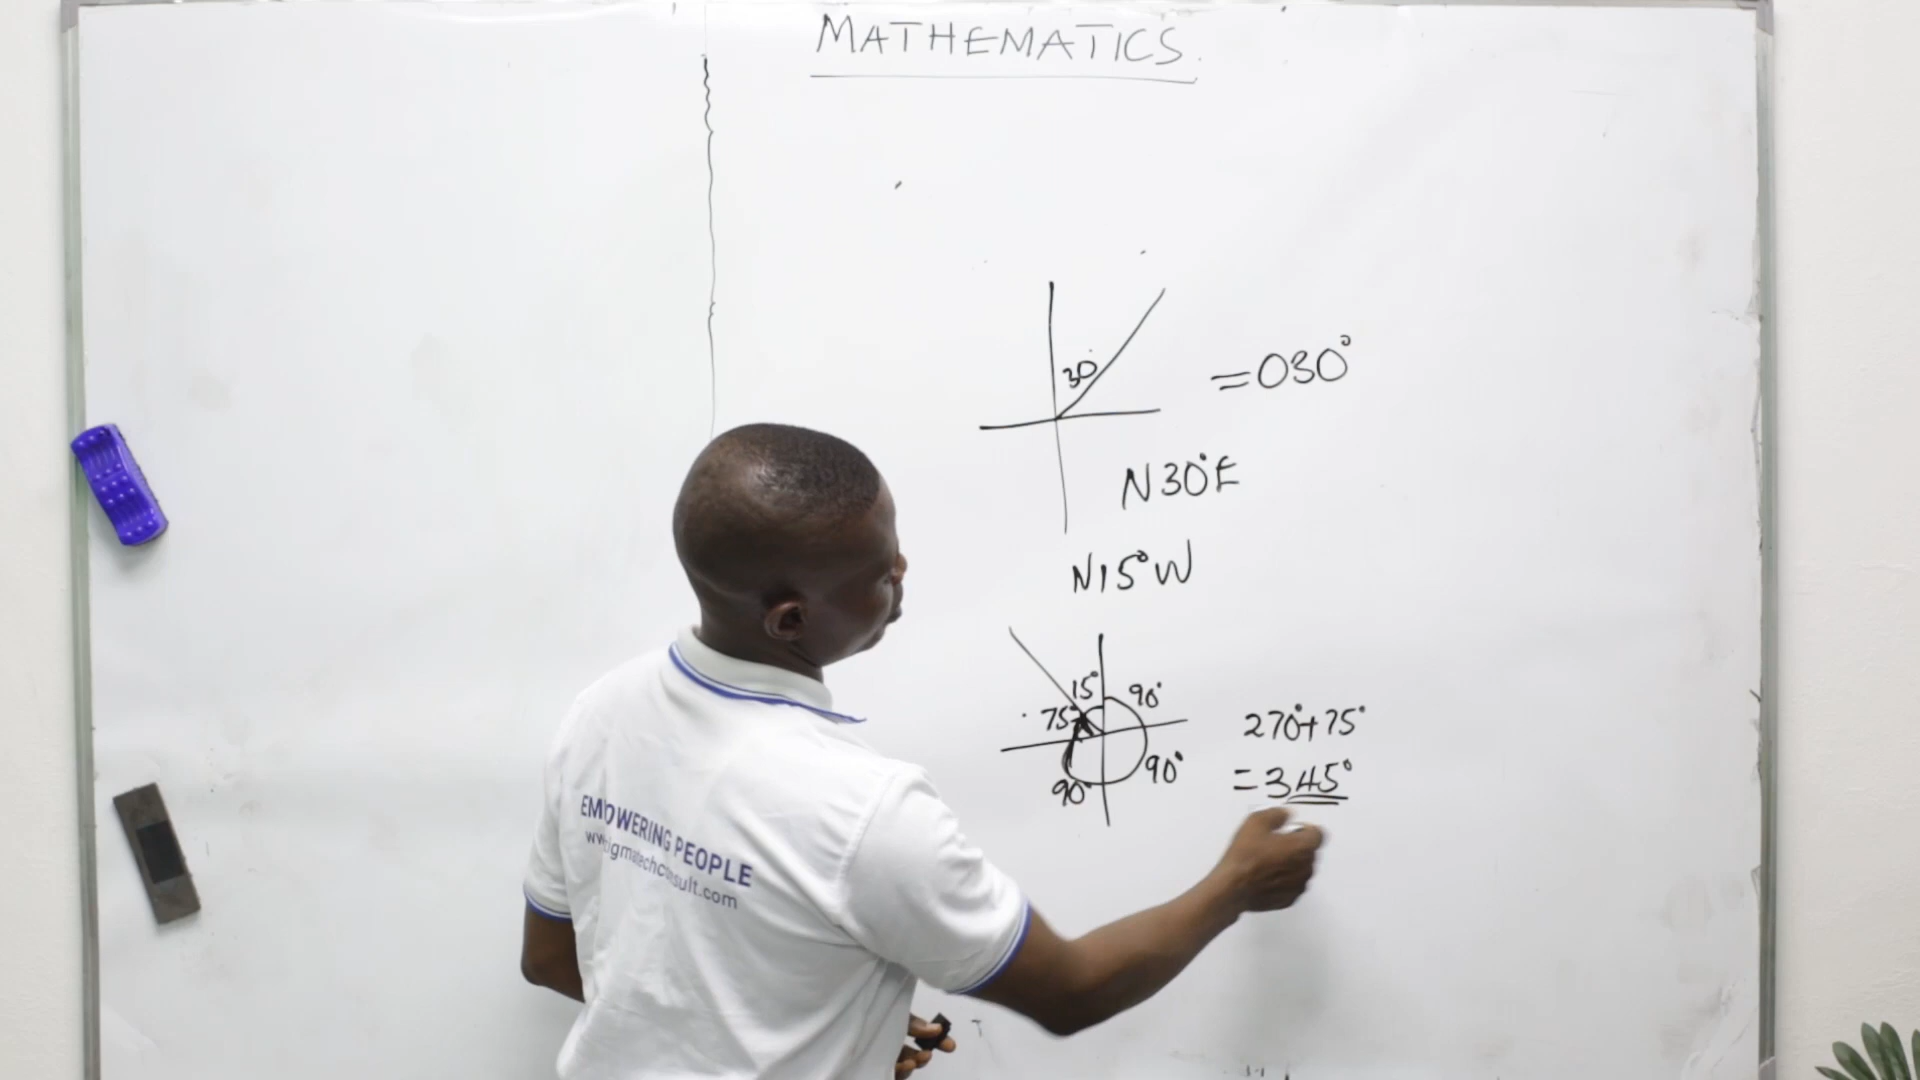 MATHEMATICS.
30°
=030°
N30°E
N15°W
15°
90°
75°
90°
90°
270°+75°
=345°
EMPOWERING PEOPLE